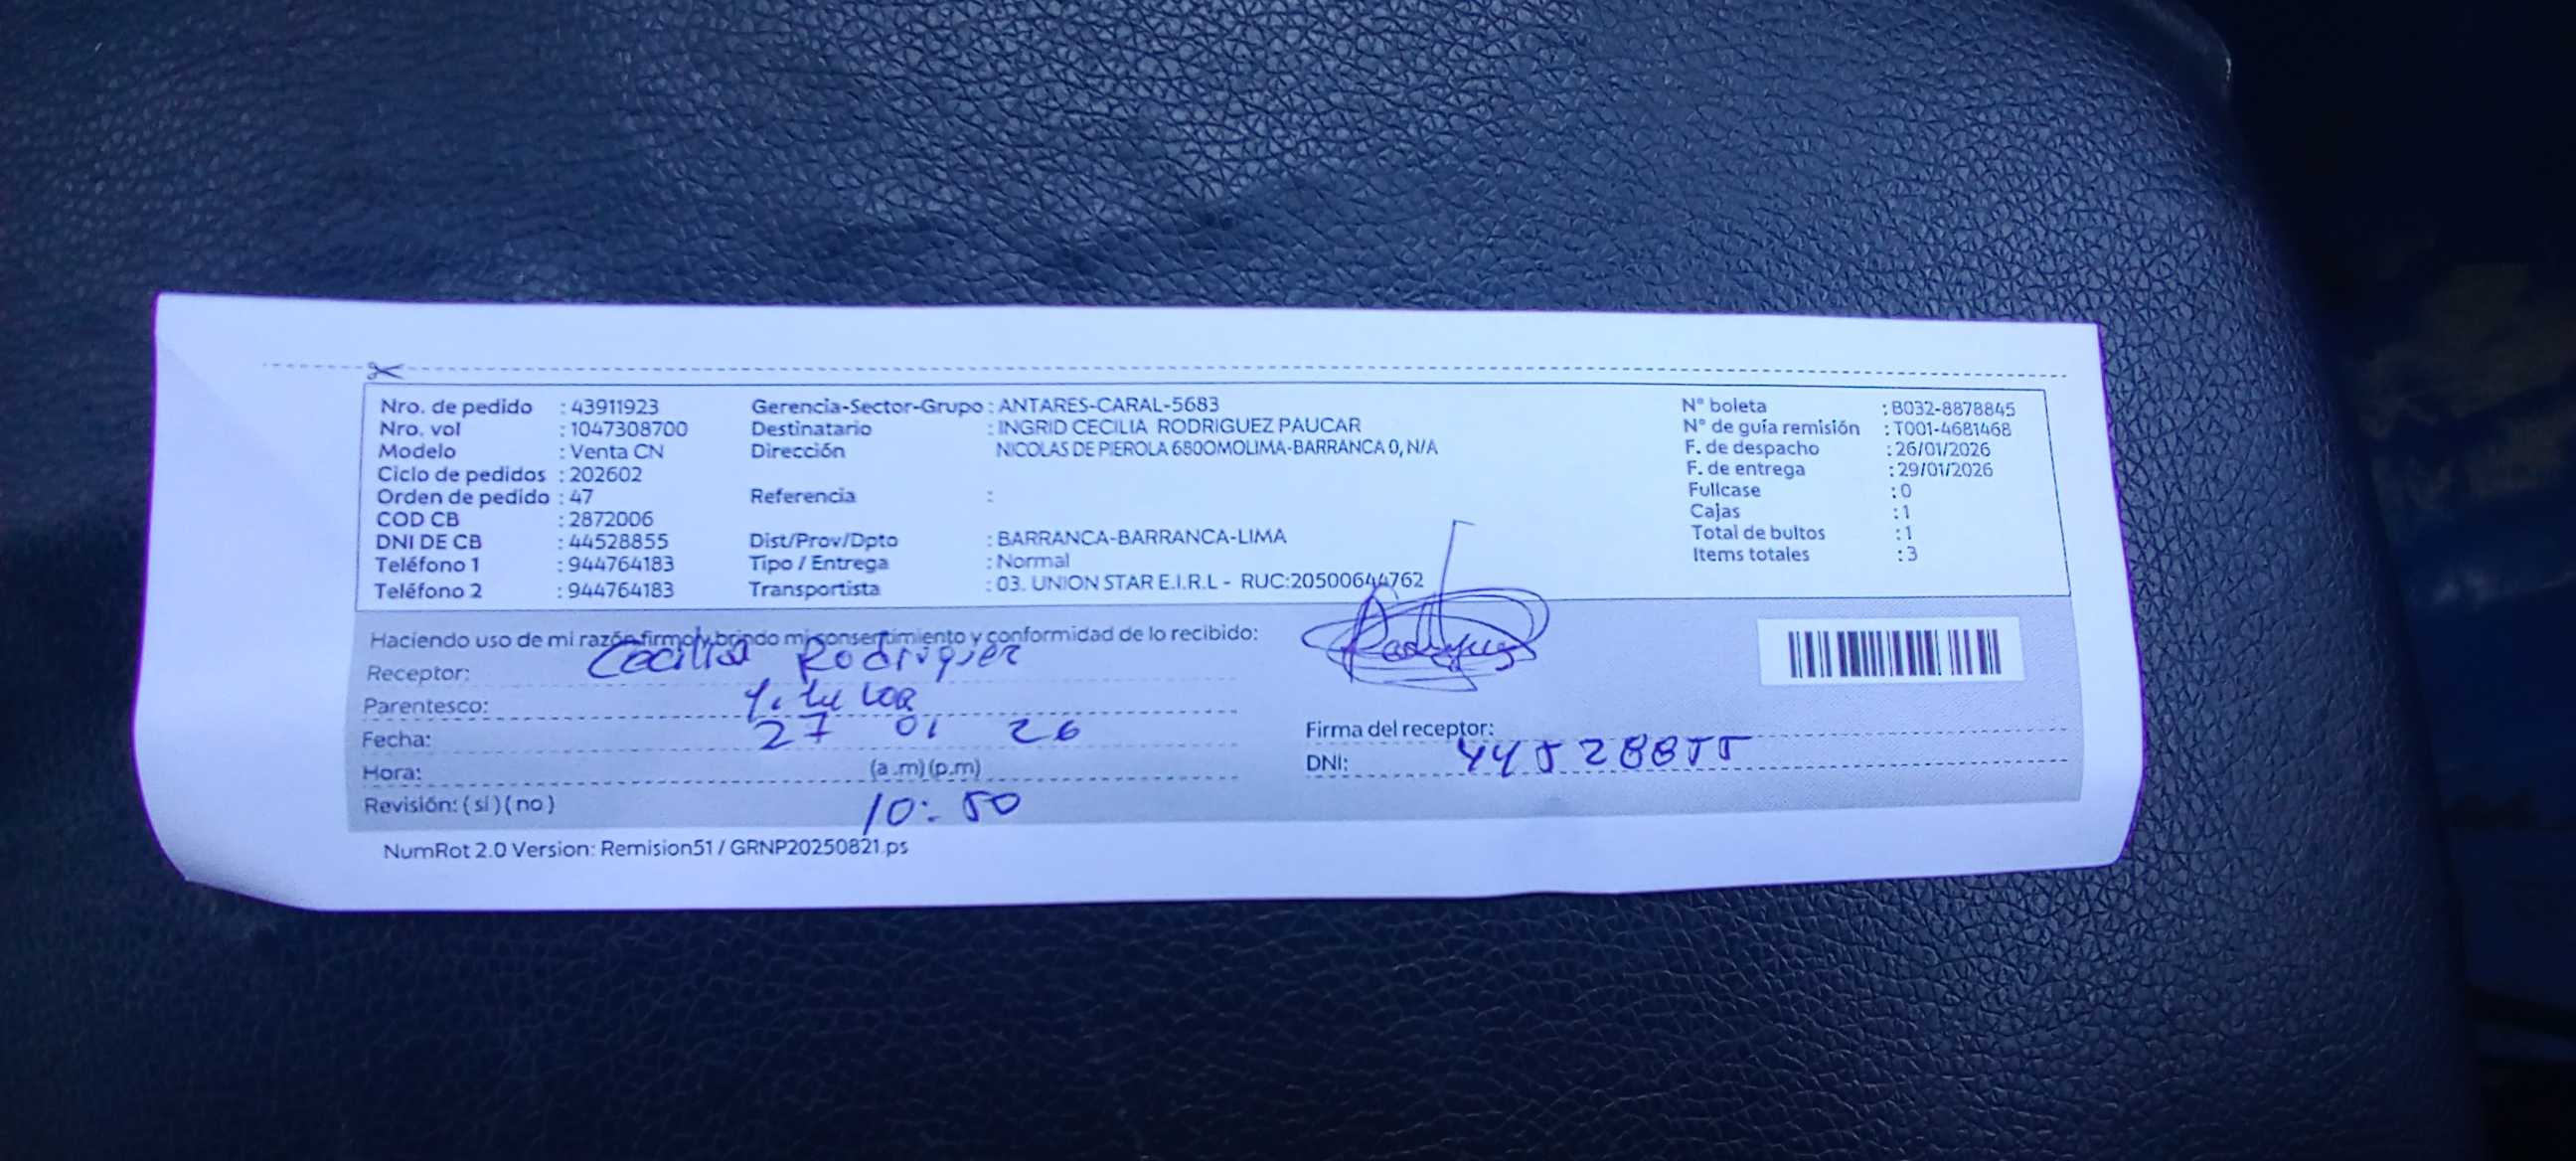 Nro. de pedido : 43911923
Nro. vol : 1047308700
Modelo : Venta CN
Ciclo de pedidos : 202602
Orden de pedido : 47
COD CB : 2872006
DNI DE CB : 44528855
Teléfono 1 : 944764183
Teléfono 2 : 944764183
Gerencia-Sector-Grupo : ANTARES-CARAL-5683
Destinatario : INGRID CECILIA RODRIGUEZ PAUCAR
Dirección NICOLAS DE PIEROLA 680OMOLIMA-BARRANCA 0, N/A
Referencia :
Dist/Prov/Dpto : BARRANCA-BARRANCA-LIMA
Tipo / Entrega : Normal
Transportista : 03. UNION STAR E.I.R.L - RUC:20500644762
N° boleta : B032-8878845
N° de guía remisión : T001-4681468
F. de despacho : 26/01/2026
F. de entrega : 29/01/2026
Fullcase : 0
Cajas : 1
Total de bultos : 1
Items totales : 3
Haciendo uso de mi razón firmo y brindo mi consentimiento y conformidad de lo recibido:
Receptor: Cecilia Rodriguez
Parentesco: Titular
Fecha: 27 01 26
Hora: (a .m) (p.m)
Revisión: ( sí ) ( no ) 10:50
Rodriguez
Firma del receptor:
DNI: 44528855
NumRot 2.0 Version: Remision51 / GRNP20250821.ps